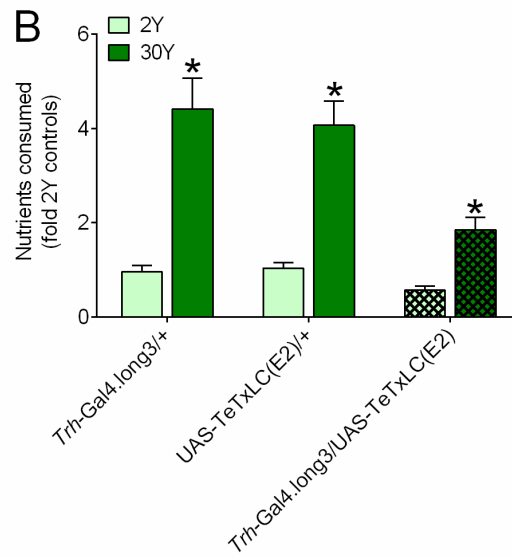 B
2Y
30Y
Nutrients consumed
(fold 2Y controls)
6
4
2
0
*
*
*
Trh-Gal4.long3/+
UAS-TeTxLC(E2)/+
Trh-Gal4.long3/UAS-TeTxLC(E2)